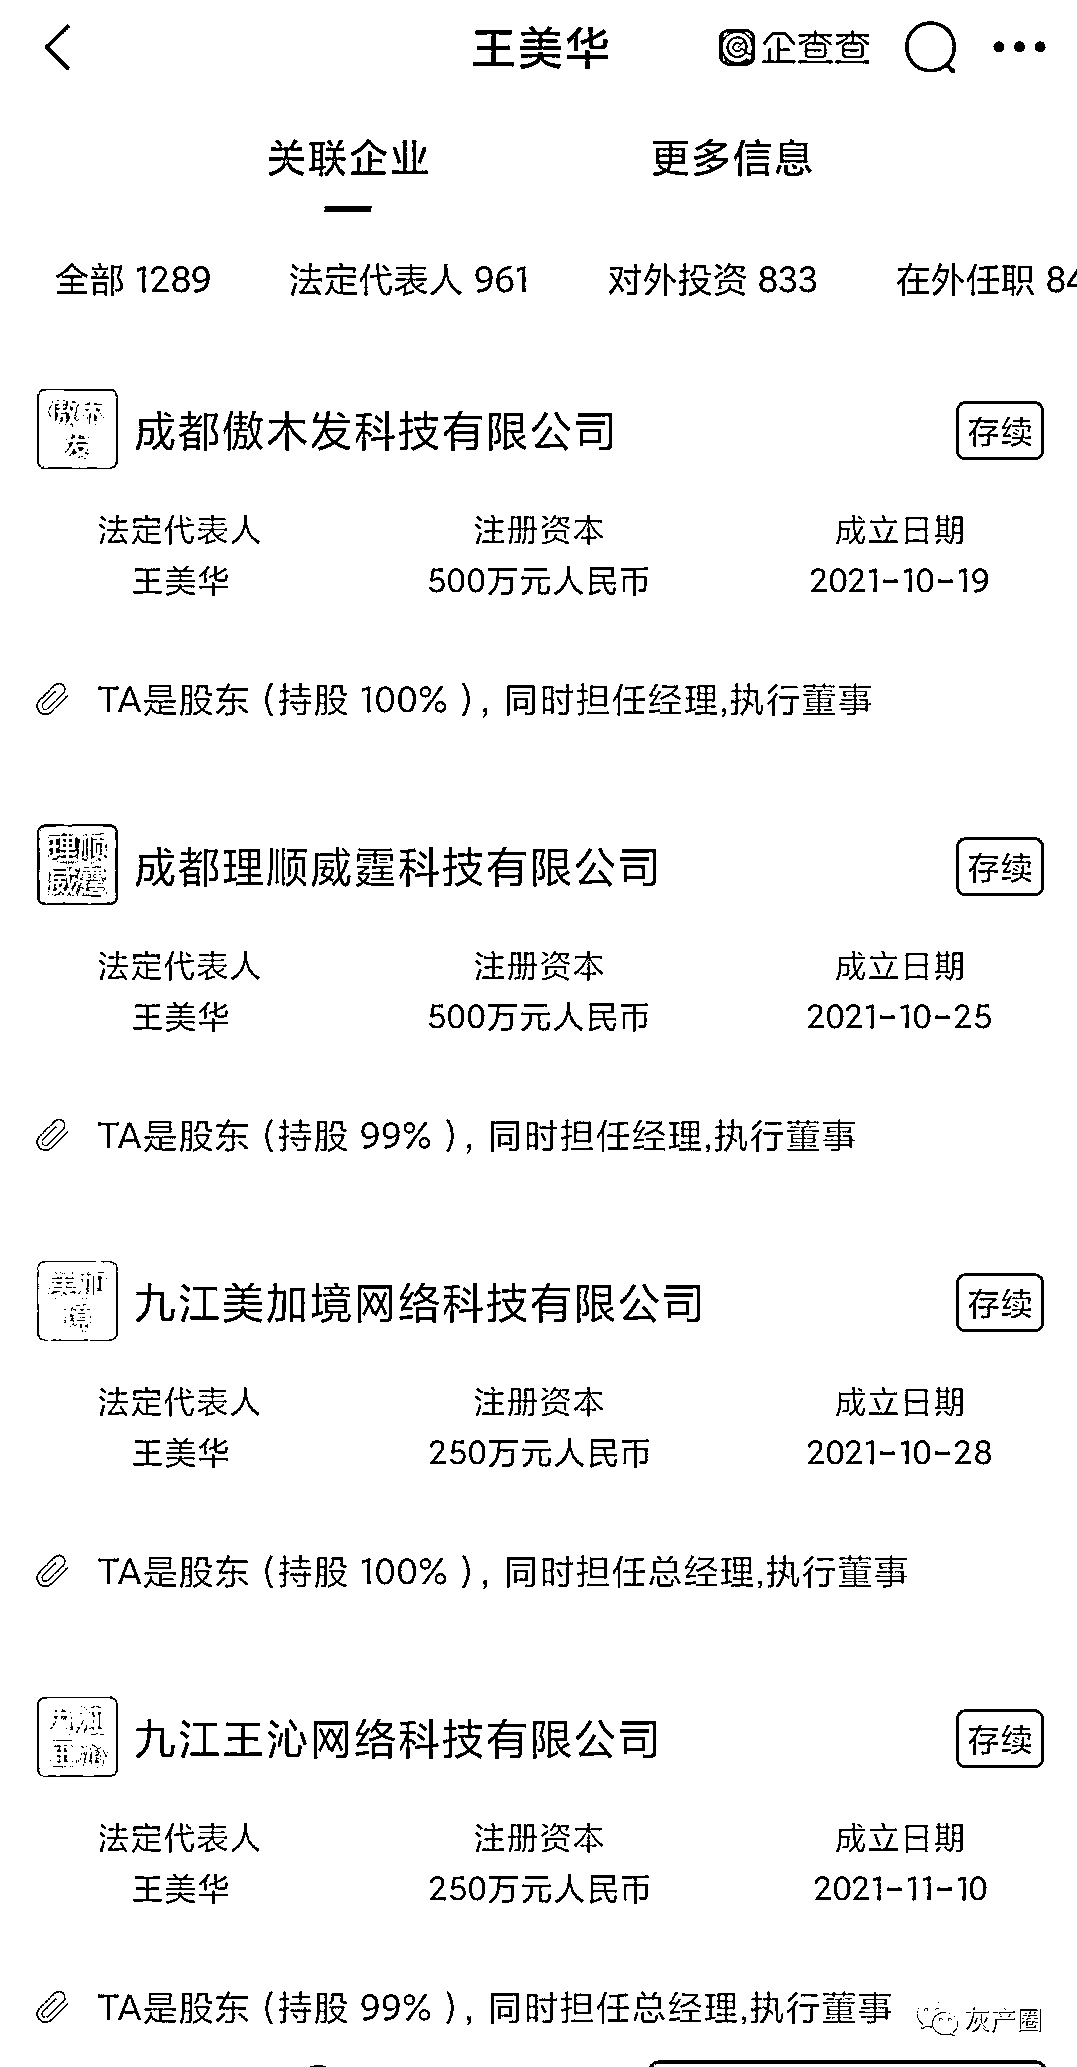 王美华 企查查
关联企业 更多信息
全部 1289 法定代表人 961 对外投资 833 在外任职 84
傲木
发
成都傲木发科技有限公司 存续
法定代表人 注册资本 成立日期
王美华 500万元人民币 2021-10-19
TA是股东（持股 100% ），同时担任经理,执行董事
理顺
威霆
成都理顺威霆科技有限公司 存续
法定代表人 注册资本 成立日期
王美华 500万元人民币 2021-10-25
TA是股东（持股 99% ），同时担任经理,执行董事
美加
境
九江美加境网络科技有限公司 存续
法定代表人 注册资本 成立日期
王美华 250万元人民币 2021-10-28
TA是股东（持股 100% ），同时担任总经理,执行董事
九江
王沁
九江王沁网络科技有限公司 存续
法定代表人 注册资本 成立日期
王美华 250万元人民币 2021-11-10
TA是股东（持股 99% ），同时担任总经理,执行董事
灰产圈